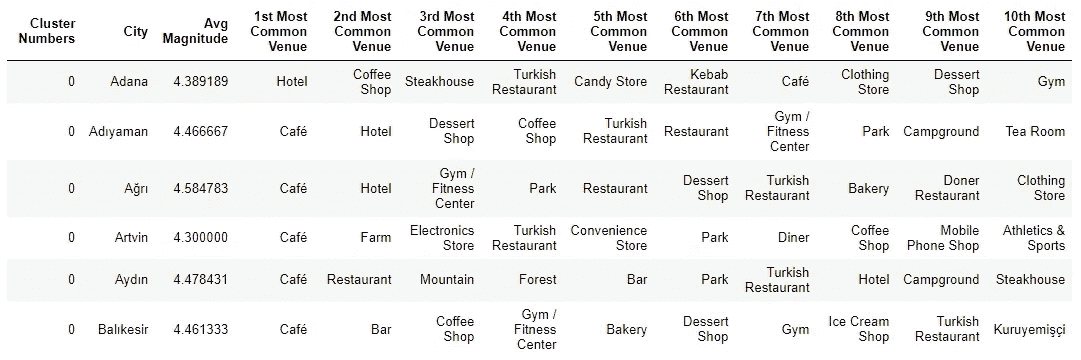 Cluster Numbers City Avg Magnitude 1st Most Common Venue 2nd Most Common Venue 3rd Most Common Venue 4th Most Common Venue 5th Most Common Venue 6th Most Common Venue 7th Most Common Venue 8th Most Common Venue 9th Most Common Venue 10th Most Common Venue
0 Adana 4.389189 Hotel Coffee Shop Steakhouse Turkish Restaurant Candy Store Kebab Restaurant Café Clothing Store Dessert Shop Gym
0 Adıyaman 4.466667 Café Hotel Dessert Shop Coffee Shop Turkish Restaurant Restaurant Gym / Fitness Center Park Campground Tea Room
0 Ağrı 4.584783 Café Hotel Gym / Fitness Center Park Restaurant Dessert Shop Turkish Restaurant Bakery Doner Restaurant Clothing Store
0 Artvin 4.300000 Café Farm Electronics Store Turkish Restaurant Convenience Store Park Diner Coffee Shop Mobile Phone Shop Athletics & Sports
0 Aydın 4.478431 Café Restaurant Mountain Forest Bar Park Turkish Restaurant Hotel Campground Steakhouse
0 Balıkesir 4.461333 Café Bar Coffee Shop Gym / Fitness Center Bakery Dessert Shop Gym Ice Cream Shop Turkish Restaurant Kuruyemişçi